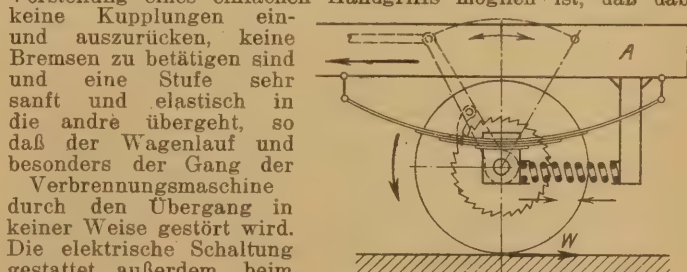 keine Kupplungen ein-
und auszurücken, keine
Bremsen zu betätigen sind
und eine Stufe sehr
sanft und elastisch in
die andre übergeht, so
daß der Wagenlauf und
besonders der Gang der
Verbrennungsmaschine
durch den Übergang in
keiner Weise gestört wird.
Die elektrische Schaltung
gestattet außerdem beim
A
W